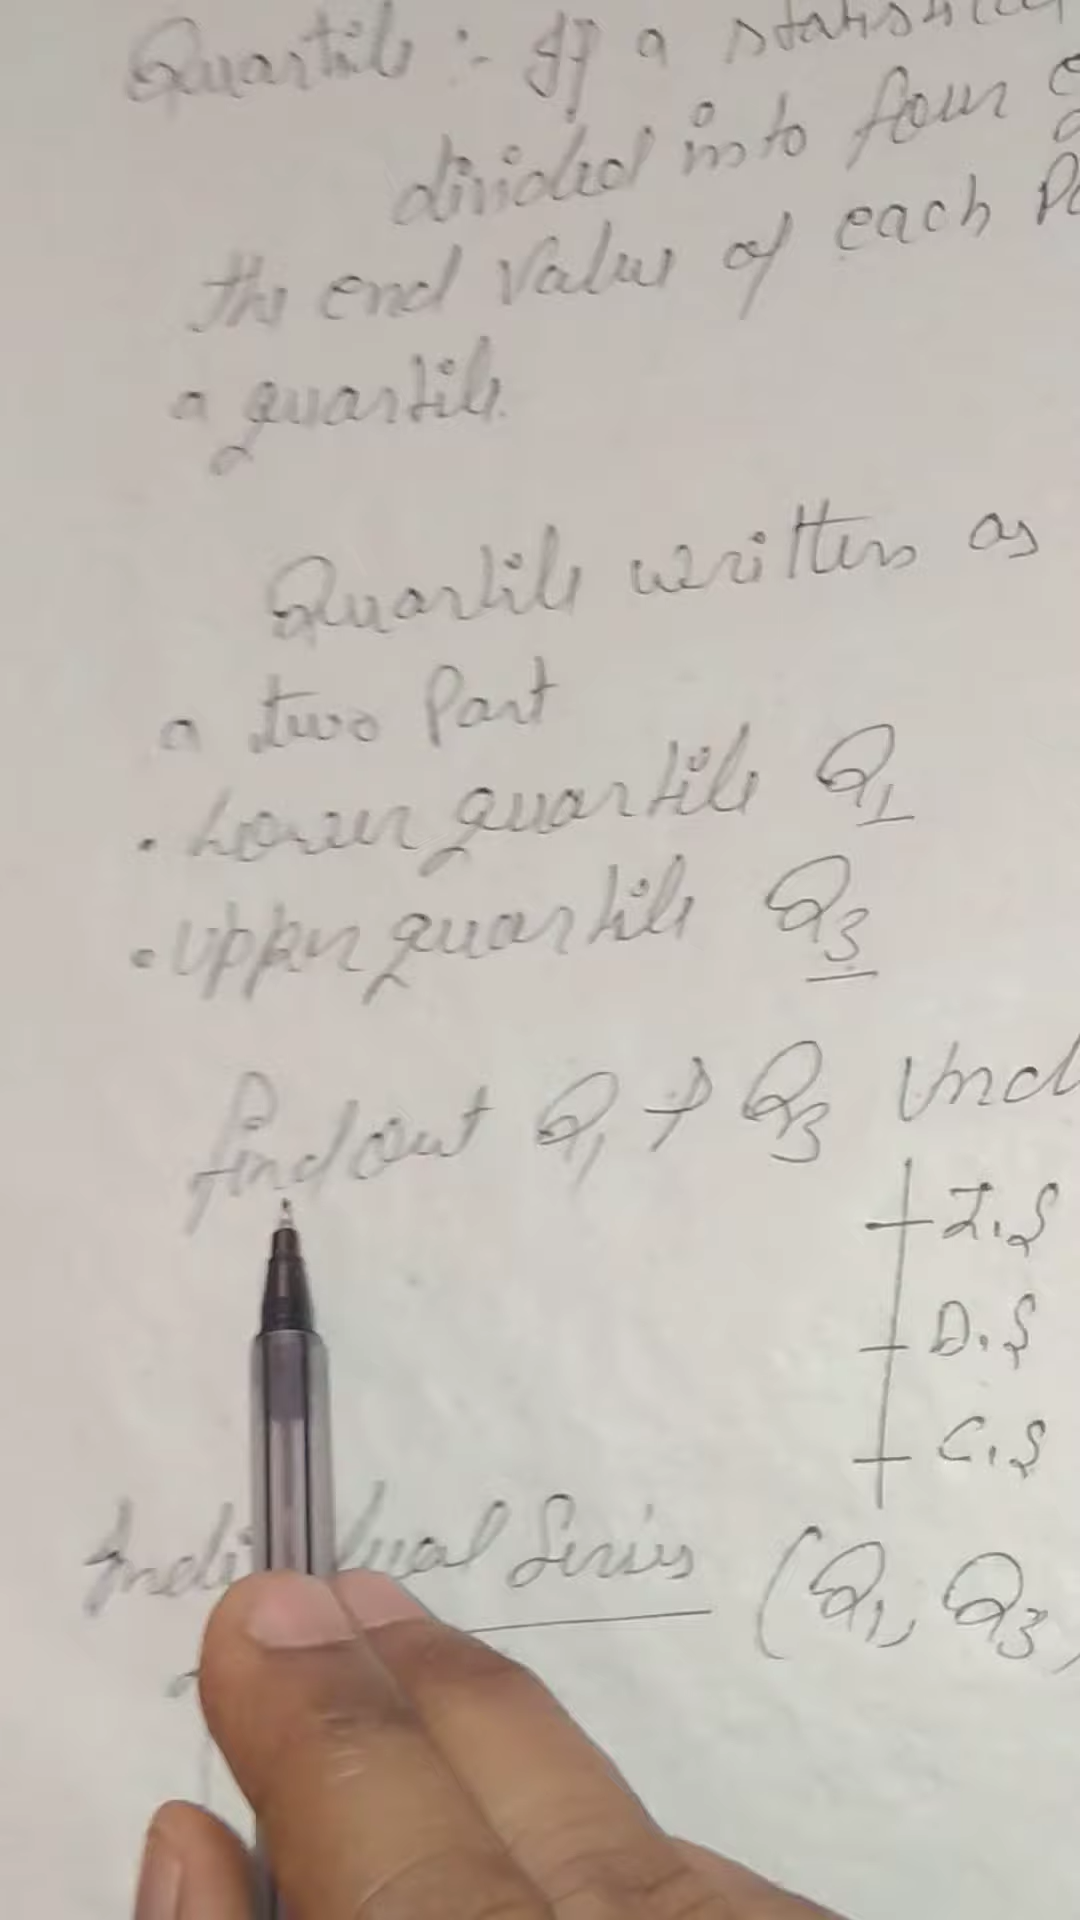 Quartile :- If a statistical
divided into four
the end value of each
a quartile.
Quartile written as
a two Part
• Lower quartile Q1
• Upper quartile Q3
find out Q1 & Q3 Und
I.S
D.S
C.S
Individual Series (Q1, Q3)